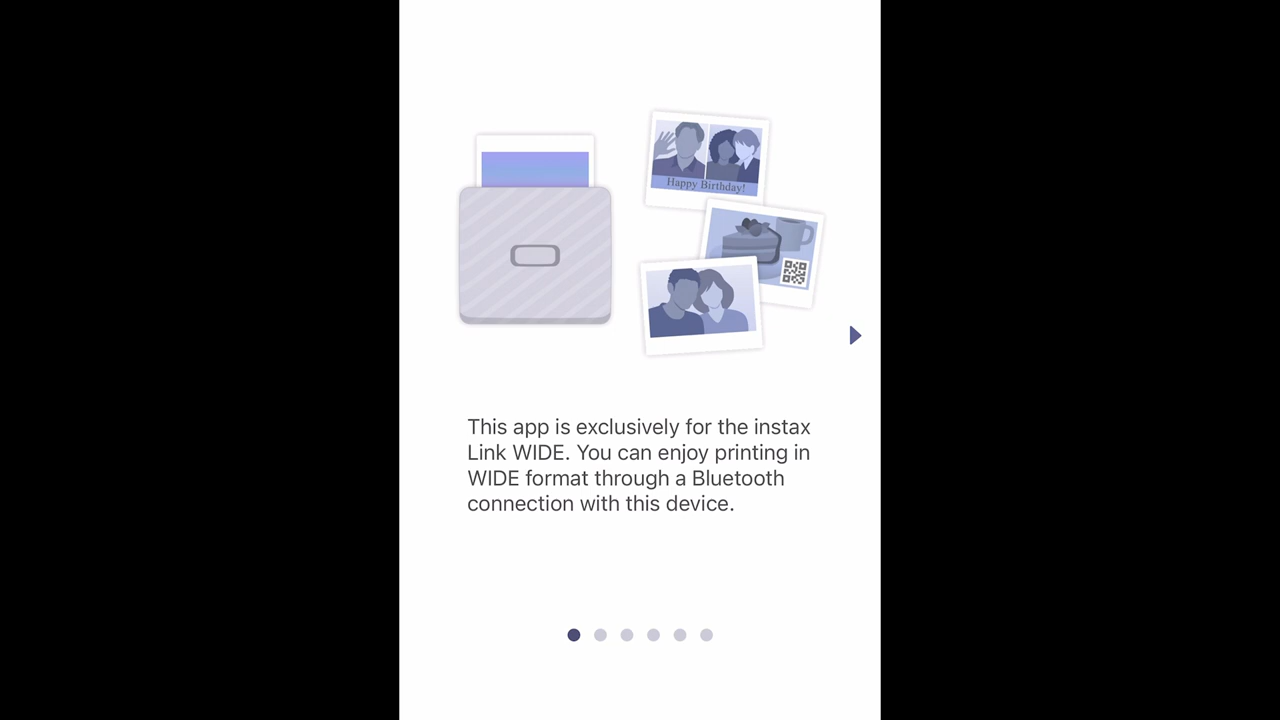 Happy Birthday!
This app is exclusively for the instax
Link WIDE. You can enjoy printing in
WIDE format through a Bluetooth
connection with this device.